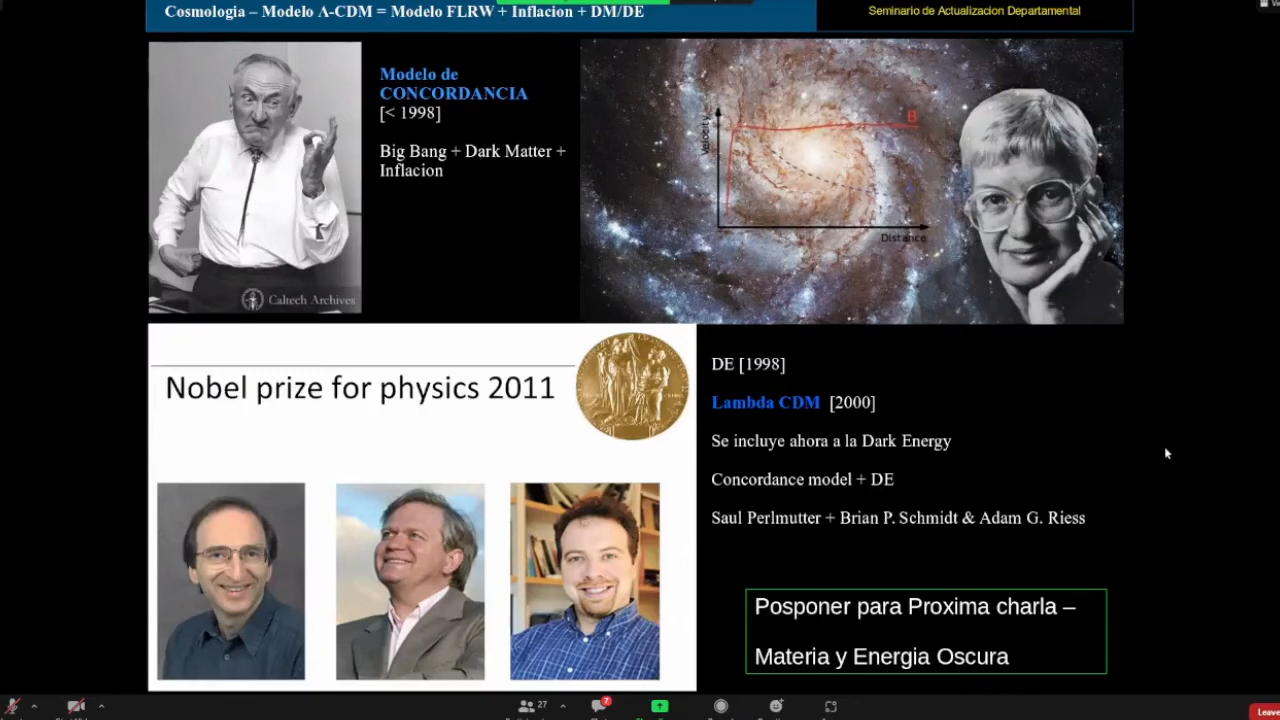 Cosmologia – Modelo Λ-CDM = Modelo FLRW + Inflacion + DM/DE
Seminario de Actualizacion Departamental
Modelo de
CONCORDANCIA
[< 1998]
Big Bang + Dark Matter +
Inflacion
Caltech Archives
Velocity
B
A
Distance
Nobel prize for physics 2011
DE [1998]
Lambda CDM [2000]
Se incluye ahora a la Dark Energy
Concordance model + DE
Saul Perlmutter + Brian P. Schmidt & Adam G. Riess
Posponer para Proxima charla –
Materia y Energia Oscura
27
7
Leave